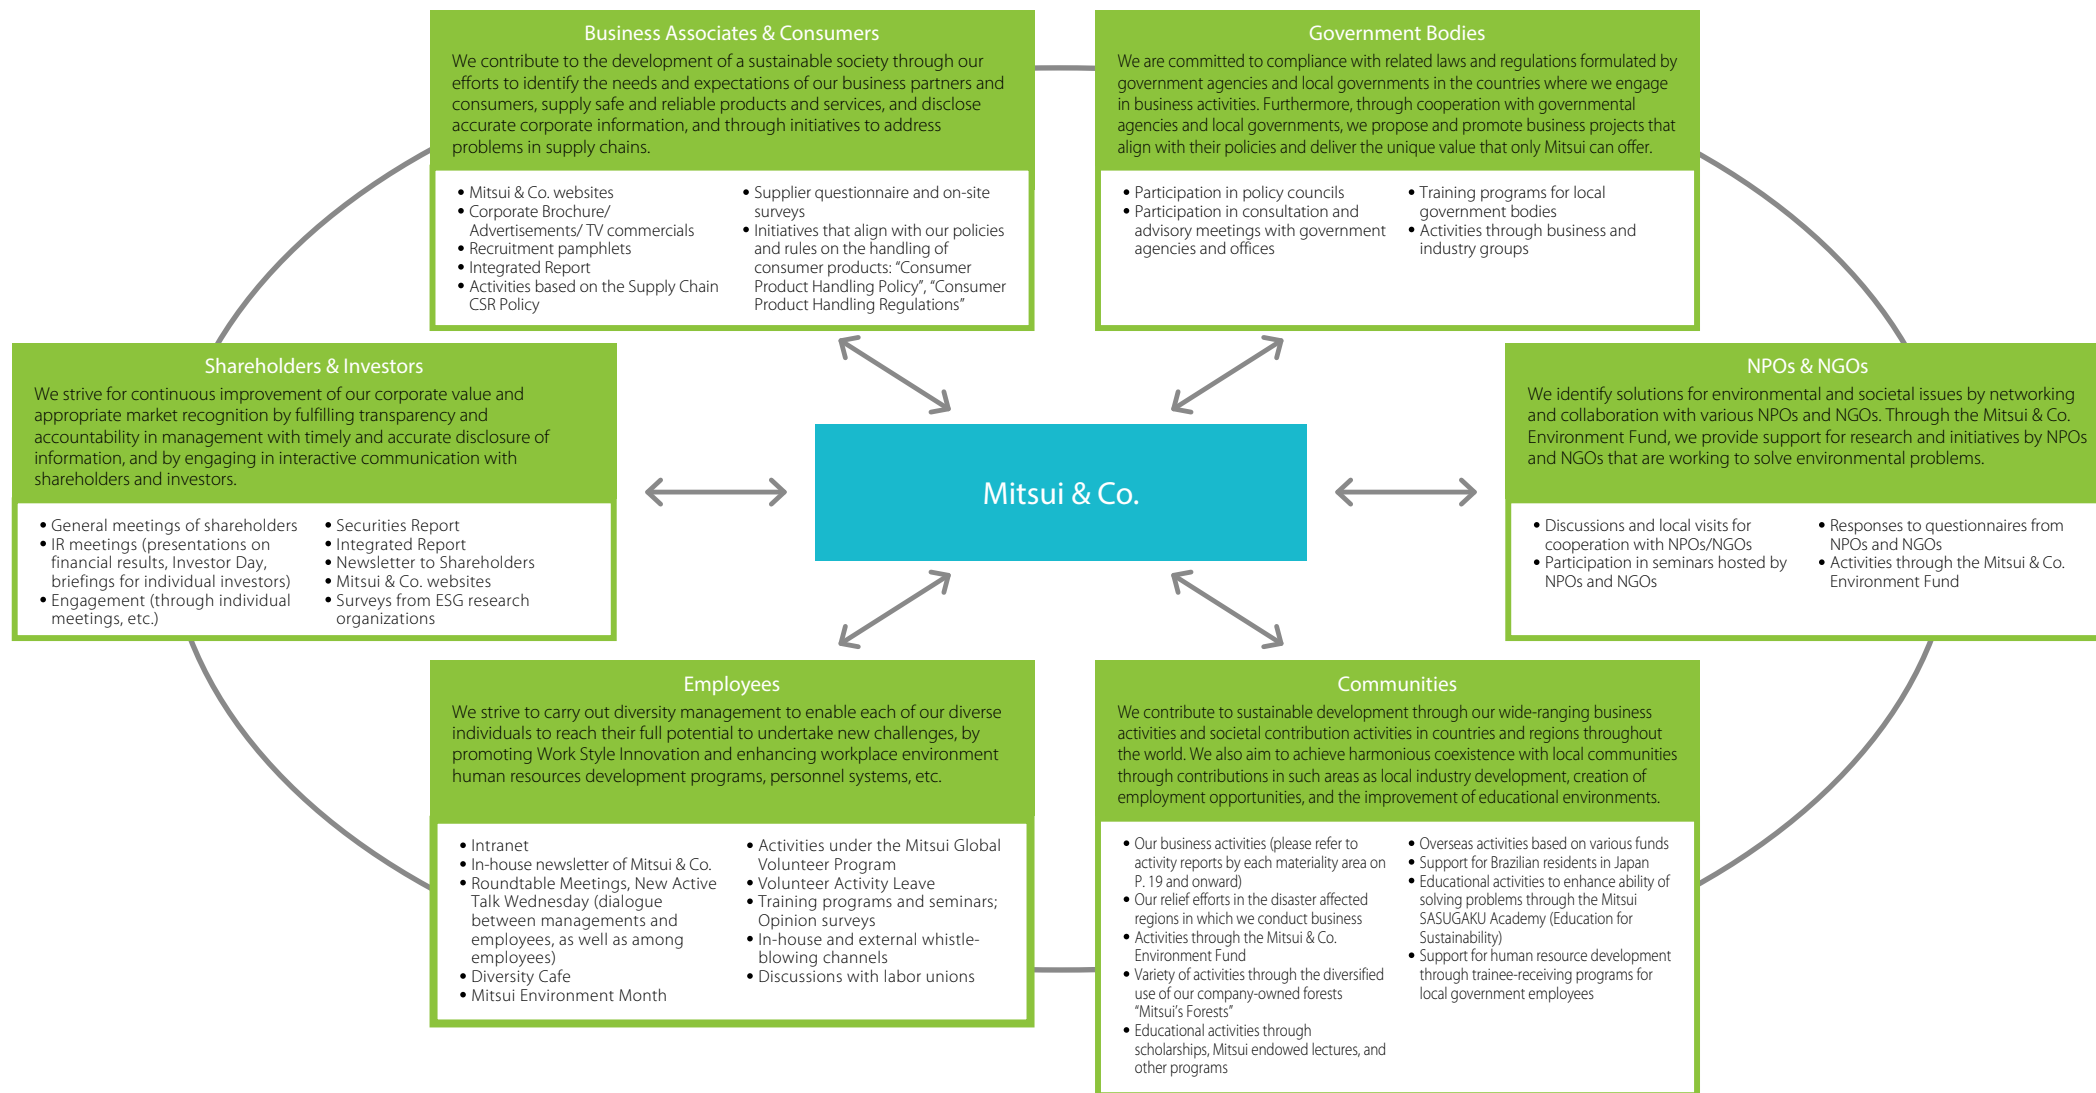 Business Associates & Consumers
We contribute to the development of a sustainable society through our
efforts to identify the needs and expectations of our business partners and
consumers, supply safe and reliable products and services, and disclose
accurate corporate information, and through initiatives to address
problems in supply chains.
• Mitsui & Co. websites
• Corporate Brochure/
Advertisements/ TV commercials
• Recruitment pamphlets
• Integrated Report
• Activities based on the Supply Chain
CSR Policy
• Supplier questionnaire and on-site
surveys
• Initiatives that align with our policies
and rules on the handling of
consumer products: “Consumer
Product Handling Policy”, “Consumer
Product Handling Regulations”
Government Bodies
We are committed to compliance with related laws and regulations formulated by
government agencies and local governments in the countries where we engage
in business activities. Furthermore, through cooperation with governmental
agencies and local governments, we propose and promote business projects that
align with their policies and deliver the unique value that only Mitsui can offer.
• Participation in policy councils
• Participation in consultation and
advisory meetings with government
agencies and offices
• Training programs for local
government bodies
• Activities through business and
industry groups
Shareholders & Investors
We strive for continuous improvement of our corporate value and
appropriate market recognition by fulfilling transparency and
accountability in management with timely and accurate disclosure of
information, and by engaging in interactive communication with
shareholders and investors.
• General meetings of shareholders
• IR meetings (presentations on
financial results, Investor Day,
briefings for individual investors)
• Engagement (through individual
meetings, etc.)
• Securities Report
• Integrated Report
• Newsletter to Shareholders
• Mitsui & Co. websites
• Surveys from ESG research
organizations
Mitsui & Co.
NPOs & NGOs
We identify solutions for environmental and societal issues by networking
and collaboration with various NPOs and NGOs. Through the Mitsui & Co.
Environment Fund, we provide support for research and initiatives by NPOs
and NGOs that are working to solve environmental problems.
• Discussions and local visits for
cooperation with NPOs/NGOs
• Participation in seminars hosted by
NPOs and NGOs
• Responses to questionnaires from
NPOs and NGOs
• Activities through the Mitsui & Co.
Environment Fund
Employees
We strive to carry out diversity management to enable each of our diverse
individuals to reach their full potential to undertake new challenges, by
promoting Work Style Innovation and enhancing workplace environment
human resources development programs, personnel systems, etc.
• Intranet
• In-house newsletter of Mitsui & Co.
• Roundtable Meetings, New Active
Talk Wednesday (dialogue
between managements and
employees, as well as among
employees)
• Diversity Cafe
• Mitsui Environment Month
• Activities under the Mitsui Global
Volunteer Program
• Volunteer Activity Leave
• Training programs and seminars;
Opinion surveys
• In-house and external whistle-
blowing channels
• Discussions with labor unions
Communities
We contribute to sustainable development through our wide-ranging business
activities and societal contribution activities in countries and regions throughout
the world. We also aim to achieve harmonious coexistence with local communities
through contributions in such areas as local industry development, creation of
employment opportunities, and the improvement of educational environments.
• Our business activities (please refer to
activity reports by each materiality area on
P. 19 and onward)
• Our relief efforts in the disaster affected
regions in which we conduct business
• Activities through the Mitsui & Co.
Environment Fund
• Variety of activities through the diversified
use of our company-owned forests
“Mitsui’s Forests”
• Educational activities through
scholarships, Mitsui endowed lectures, and
other programs
• Overseas activities based on various funds
• Support for Brazilian residents in Japan
• Educational activities to enhance ability of
solving problems through the Mitsui
SASUGAKU Academy (Education for
Sustainability)
• Support for human resource development
through trainee-receiving programs for
local government employees